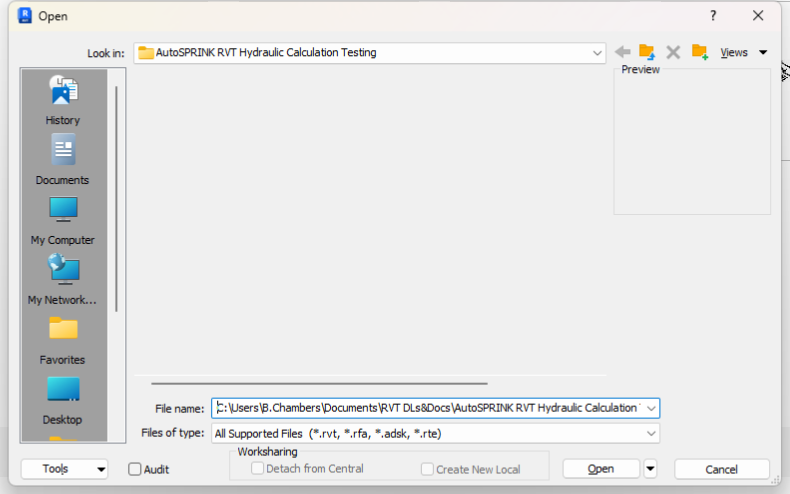 Open
?
Look in:
AutoSPRINK RVT Hydraulic Calculation Testing
Views
Preview
History
Documents
My Computer
My Network...
Favorites
Desktop
File name:
C:\Users\B.Chambers\Documents\RVT DLs&Docs\AutoSPRINK RVT Hydraulic Calculation
Files of type:
All Supported Files (*.rvt, *.rfa, *.adsk, *.rte)
Worksharing
Tools
Audit
Detach from Central
Create New Local
Open
Cancel